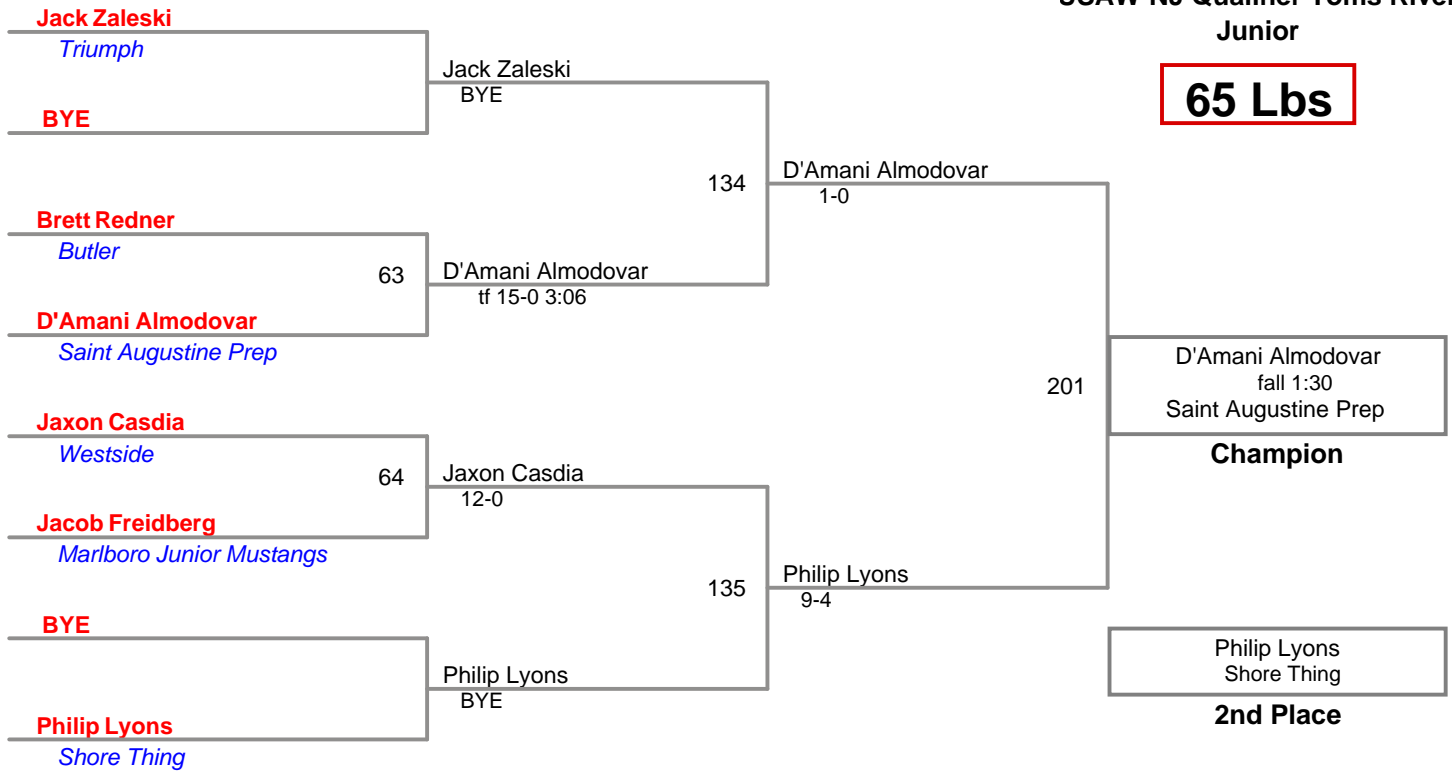 Junior
65 Lbs
Jack Zaleski
Triumph
BYE
Brett Redner
Butler
D'Amani Almodovar
Saint Augustine Prep
Jaxon Casdia
Westside
Jacob Freidberg
Marlboro Junior Mustangs
BYE
Philip Lyons
Shore Thing
63
64
Jack Zaleski
BYE
D'Amani Almodovar
tf 15-0 3:06
Jaxon Casdia
12-0
Philip Lyons
BYE
134
135
D'Amani Almodovar
1-0
Philip Lyons
9-4
201
D'Amani Almodovar
fall 1:30
Saint Augustine Prep
Champion
Philip Lyons
Shore Thing
2nd Place